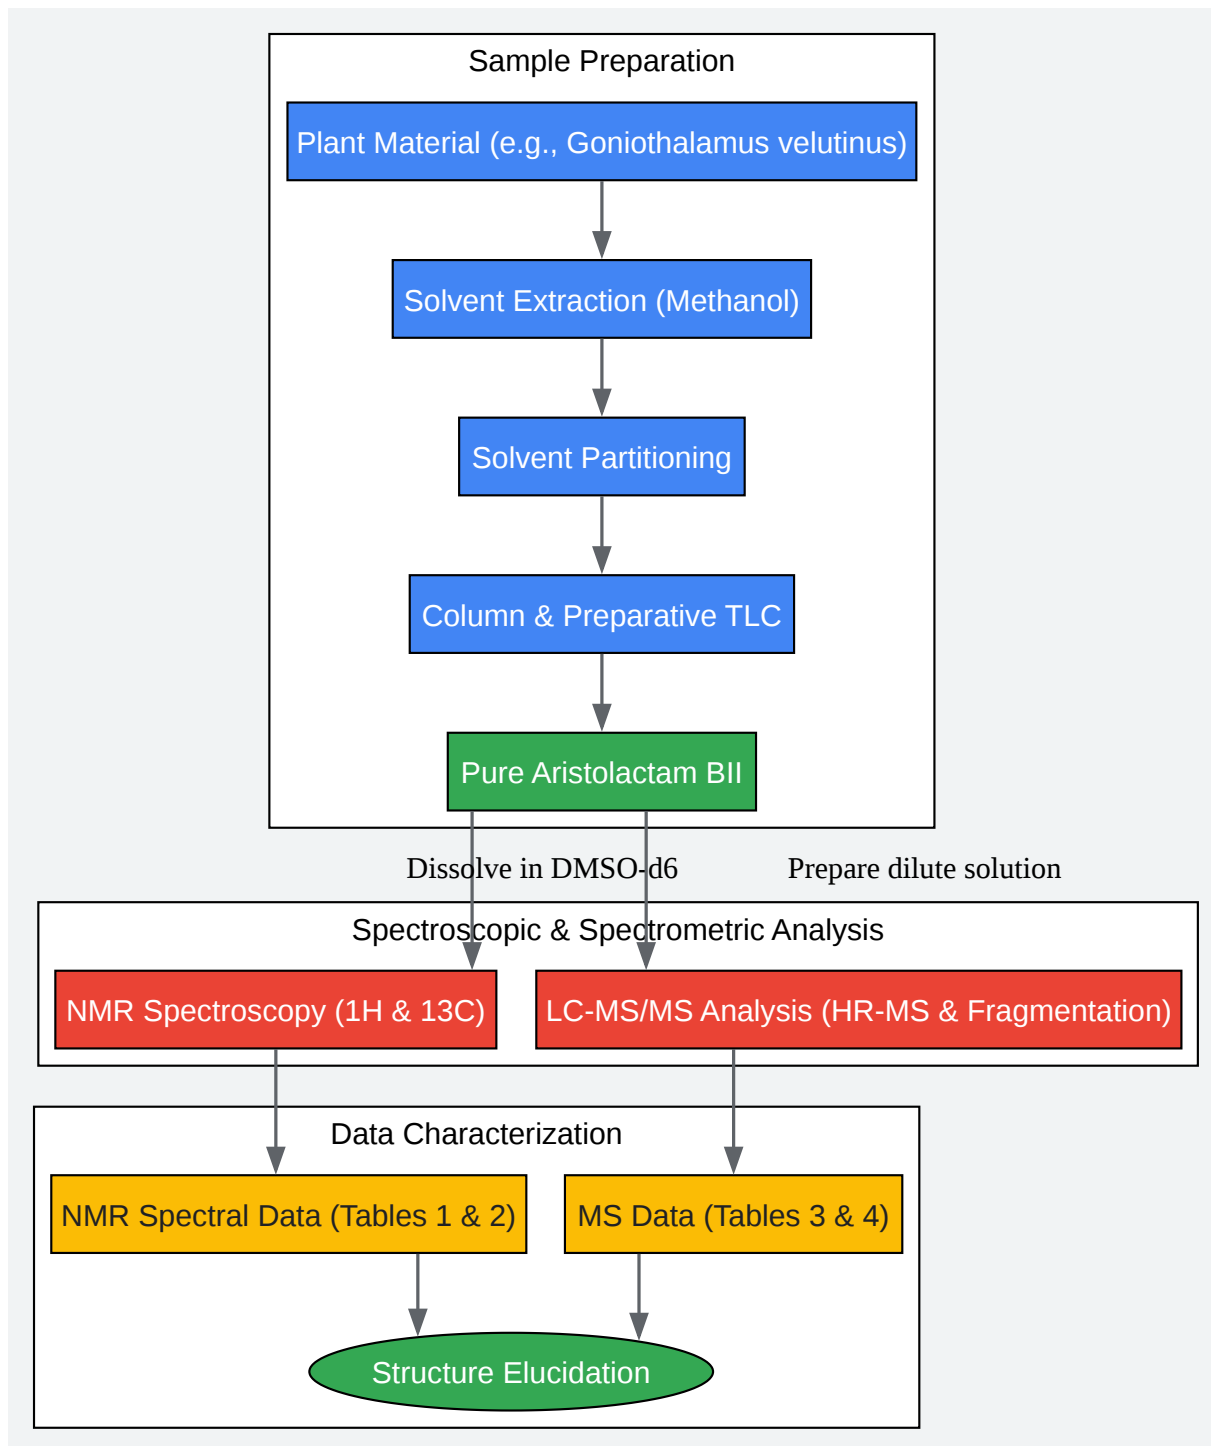 Sample Preparation
Plant Material (e.g., Goniothalamus velutinus)
Solvent Extraction (Methanol)
Solvent Partitioning
Column & Preparative TLC
Pure Aristolactam BII
Dissolve in DMSO-d6
Prepare dilute solution
Spectroscopic & Spectrometric Analysis
NMR Spectroscopy (1H & 13C)
LC-MS/MS Analysis (HR-MS & Fragmentation)
Data Characterization
NMR Spectral Data (Tables 1 & 2)
MS Data (Tables 3 & 4)
Structure Elucidation